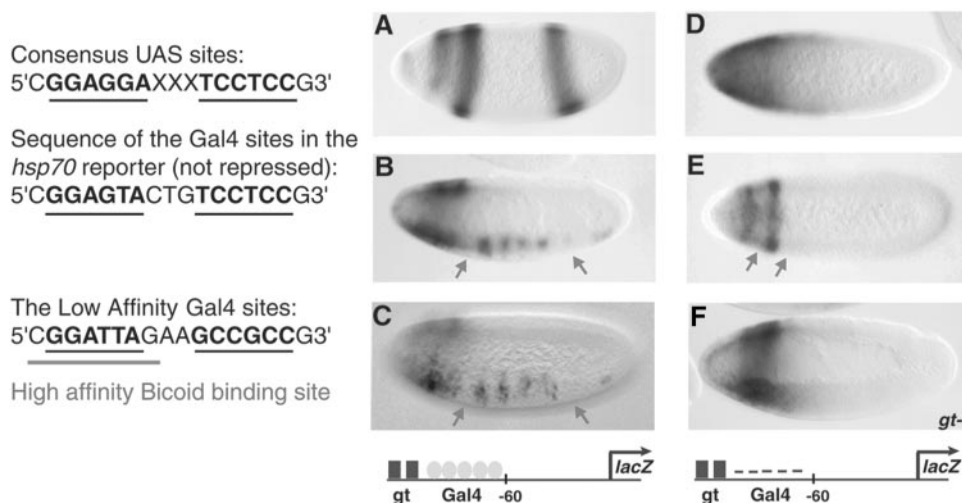 Consensus UAS sites:
5'CGGAGGAXXXTCCTCCG3'
Sequence of the Gal4 sites in the
hsp70 reporter (not repressed):
5'CGGAGTACTGTCCTCCG3'
The Low Affinity Gal4 sites:
5'CGGATTAGAAGCCGCCG3'
High affinity Bicoid binding site
A
B
C
lacZ
gt Gal4 -60
D
E
F
gt-
lacZ
gt Gal4 -60